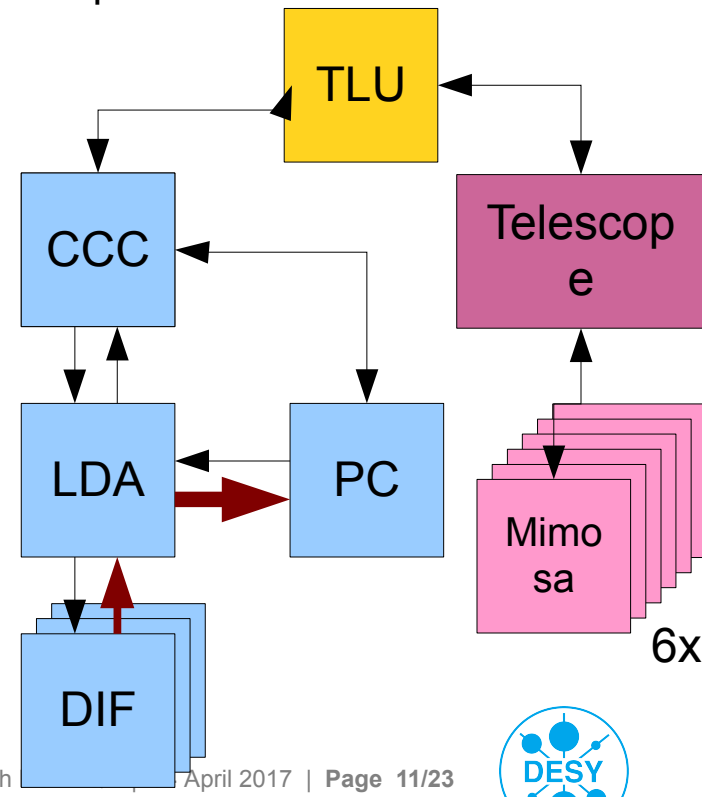 TLU
CCC
Telescop
e
LDA
PC
Mimo
sa
6x
DIF
April 2017 | Page 11/23
DESY